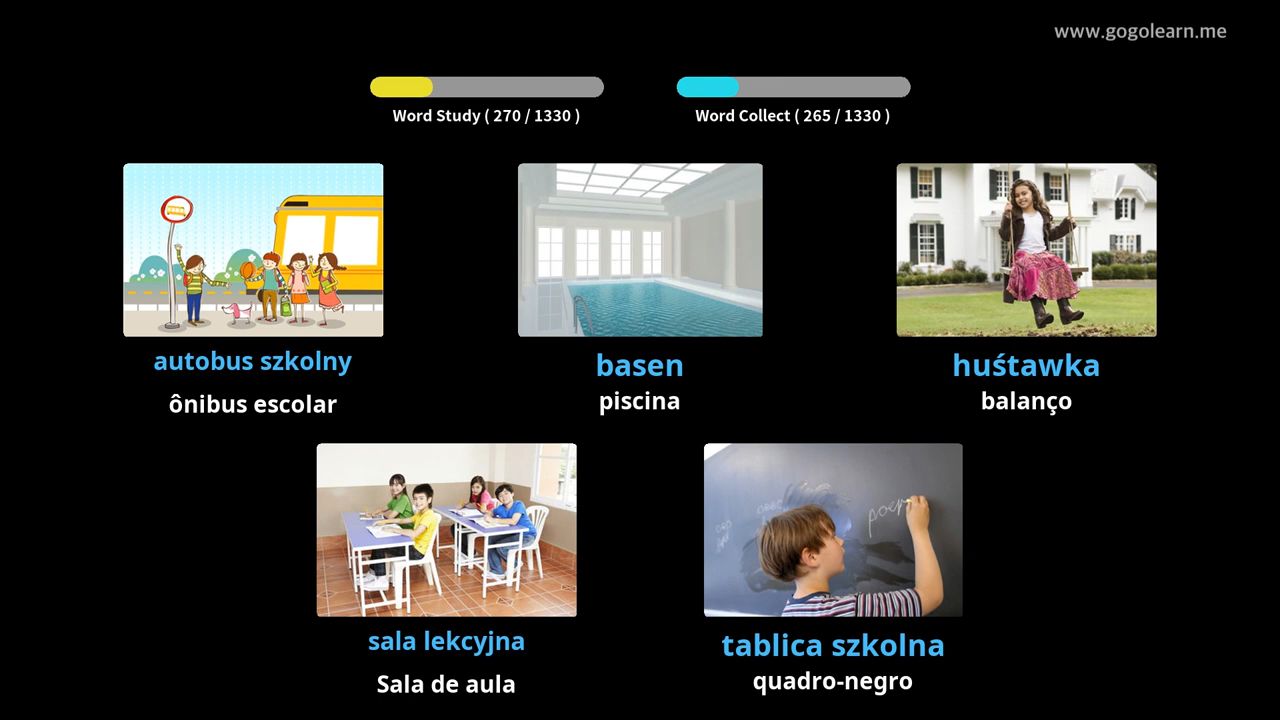 www.gogolearn.me
Word Study ( 270 / 1330 )
Word Collect ( 265 / 1330 )
autobus szkolny
ônibus escolar
basen
piscina
huśtawka
balanço
sala lekcyjna
Sala de aula
poem
tablica szkolna
quadro-negro